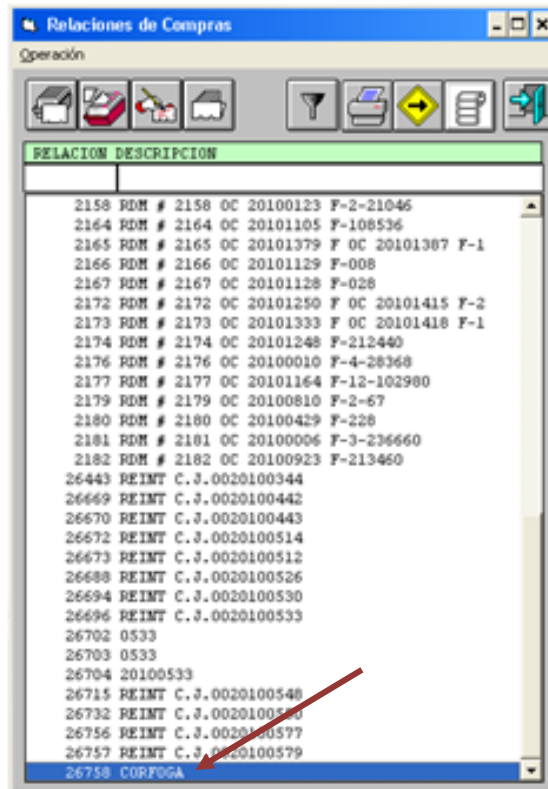 Relaciones de Compras
Operación
RELACION DESCRIPCION
2158 RDM # 2158 OC 20100123 F-2-21046
2164 RDM # 2164 OC 20101105 F-108536
2165 RDM # 2165 OC 20101379 F OC 20101387 F-1
2166 RDM # 2166 OC 20101129 F-008
2167 RDM # 2167 OC 20101128 F-028
2172 RDM # 2172 OC 20101250 F OC 20101415 F-2
2173 RDM # 2173 OC 20101333 F OC 20101418 F-1
2174 RDM # 2174 OC 20101248 F-212440
2176 RDM # 2176 OC 20100010 F-4-28368
2177 RDM # 2177 OC 20101164 F-12-102980
2179 RDM # 2179 OC 20100810 F-2-67
2180 RDM # 2180 OC 20100429 F-228
2181 RDM # 2181 OC 20100006 F-3-236660
2182 RDM # 2182 OC 20100923 F-213460
26443 REINT C.J.0020100344
26669 REINT C.J.0020100442
26670 REINT C.J.0020100443
26672 REINT C.J.0020100514
26673 REINT C.J.0020100512
26688 REINT C.J.0020100526
26694 REINT C.J.0020100530
26696 REINT C.J.0020100533
26702 0533
26703 0533
26704 20100533
26715 REINT C.J.0020100548
26732 REINT
26756 REINT C.J.0020100577
26757 REINT C.J.0020100579
26758 CORFOGA